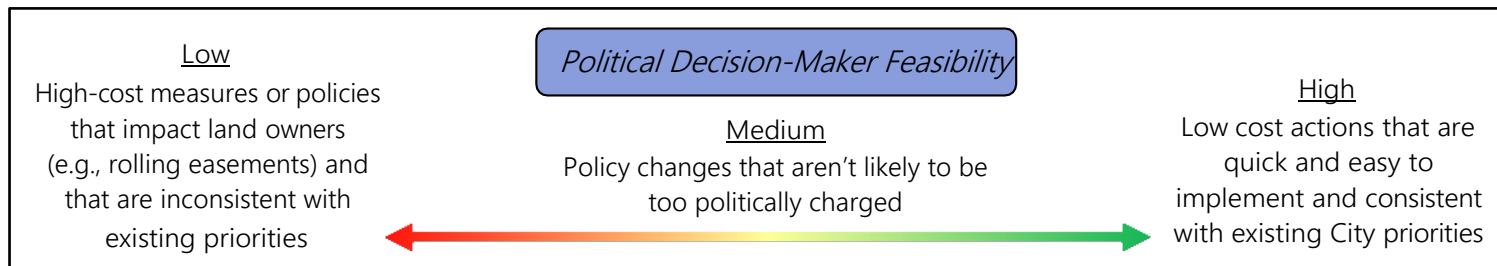 Political Decision-Maker Feasibility
Low
High-cost measures or policies
that impact land owners
(e.g., rolling easements) and
that are inconsistent with
existing priorities
Medium
Policy changes that aren’t likely to be
too politically charged
High
Low cost actions that are
quick and easy to
implement and consistent
with existing City priorities